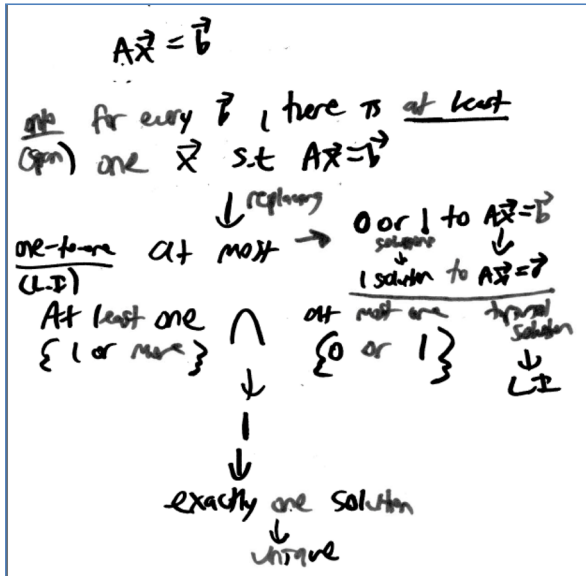 Ax⃗ = b⃗
onto for every b⃗, there is at least
(span) one x⃗ s.t Ax⃗=b⃗
↓ replacing
one-to-one at most → 0 or 1 to Ax⃗=b⃗
(L.I) solutions ↓
↓
1 solution to Ax⃗=0⃗
At least one ∩ at most one trivial solution
{1 or more} {0 or 1} ↓
L I
↓
1
↓
exactly one solution
↓
unique